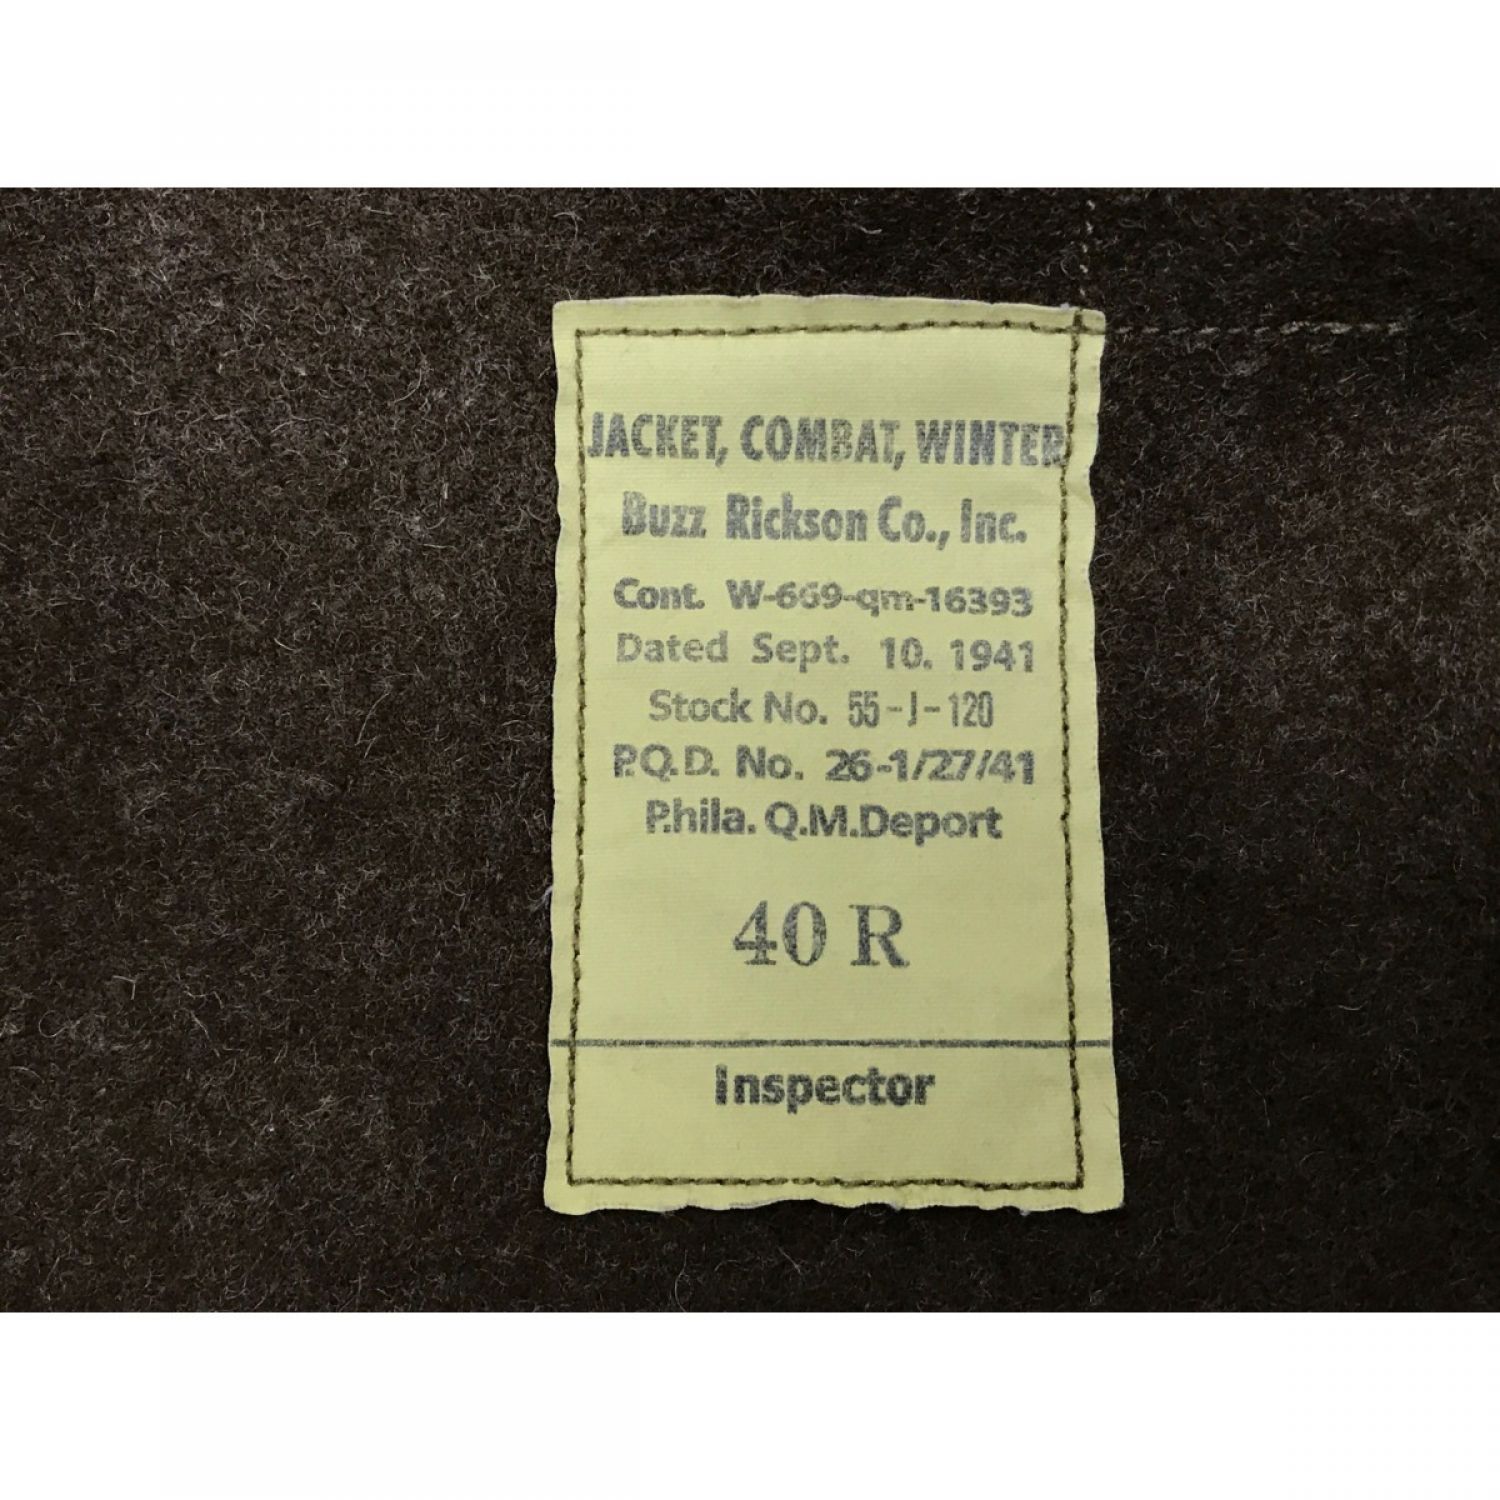 JACKET, COMBAT, WINTER
Buzz Rickson Co., Inc.
Cont. W-669-qm-16393
Dated Sept. 10. 1941
Stock No. 55-J-120
P.Q.D. No. 26-1/27/41
P.hila. Q.M.Deport
40 R
Inspector